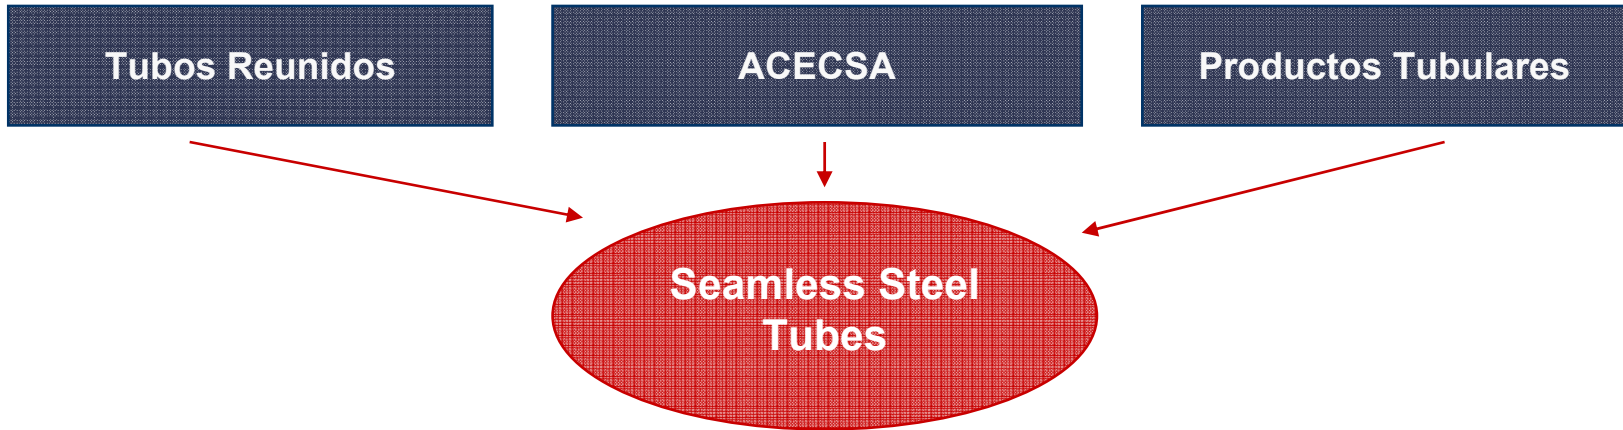 Tubos Reunidos
ACECSA
Productos Tubulares
Seamless Steel
Tubes